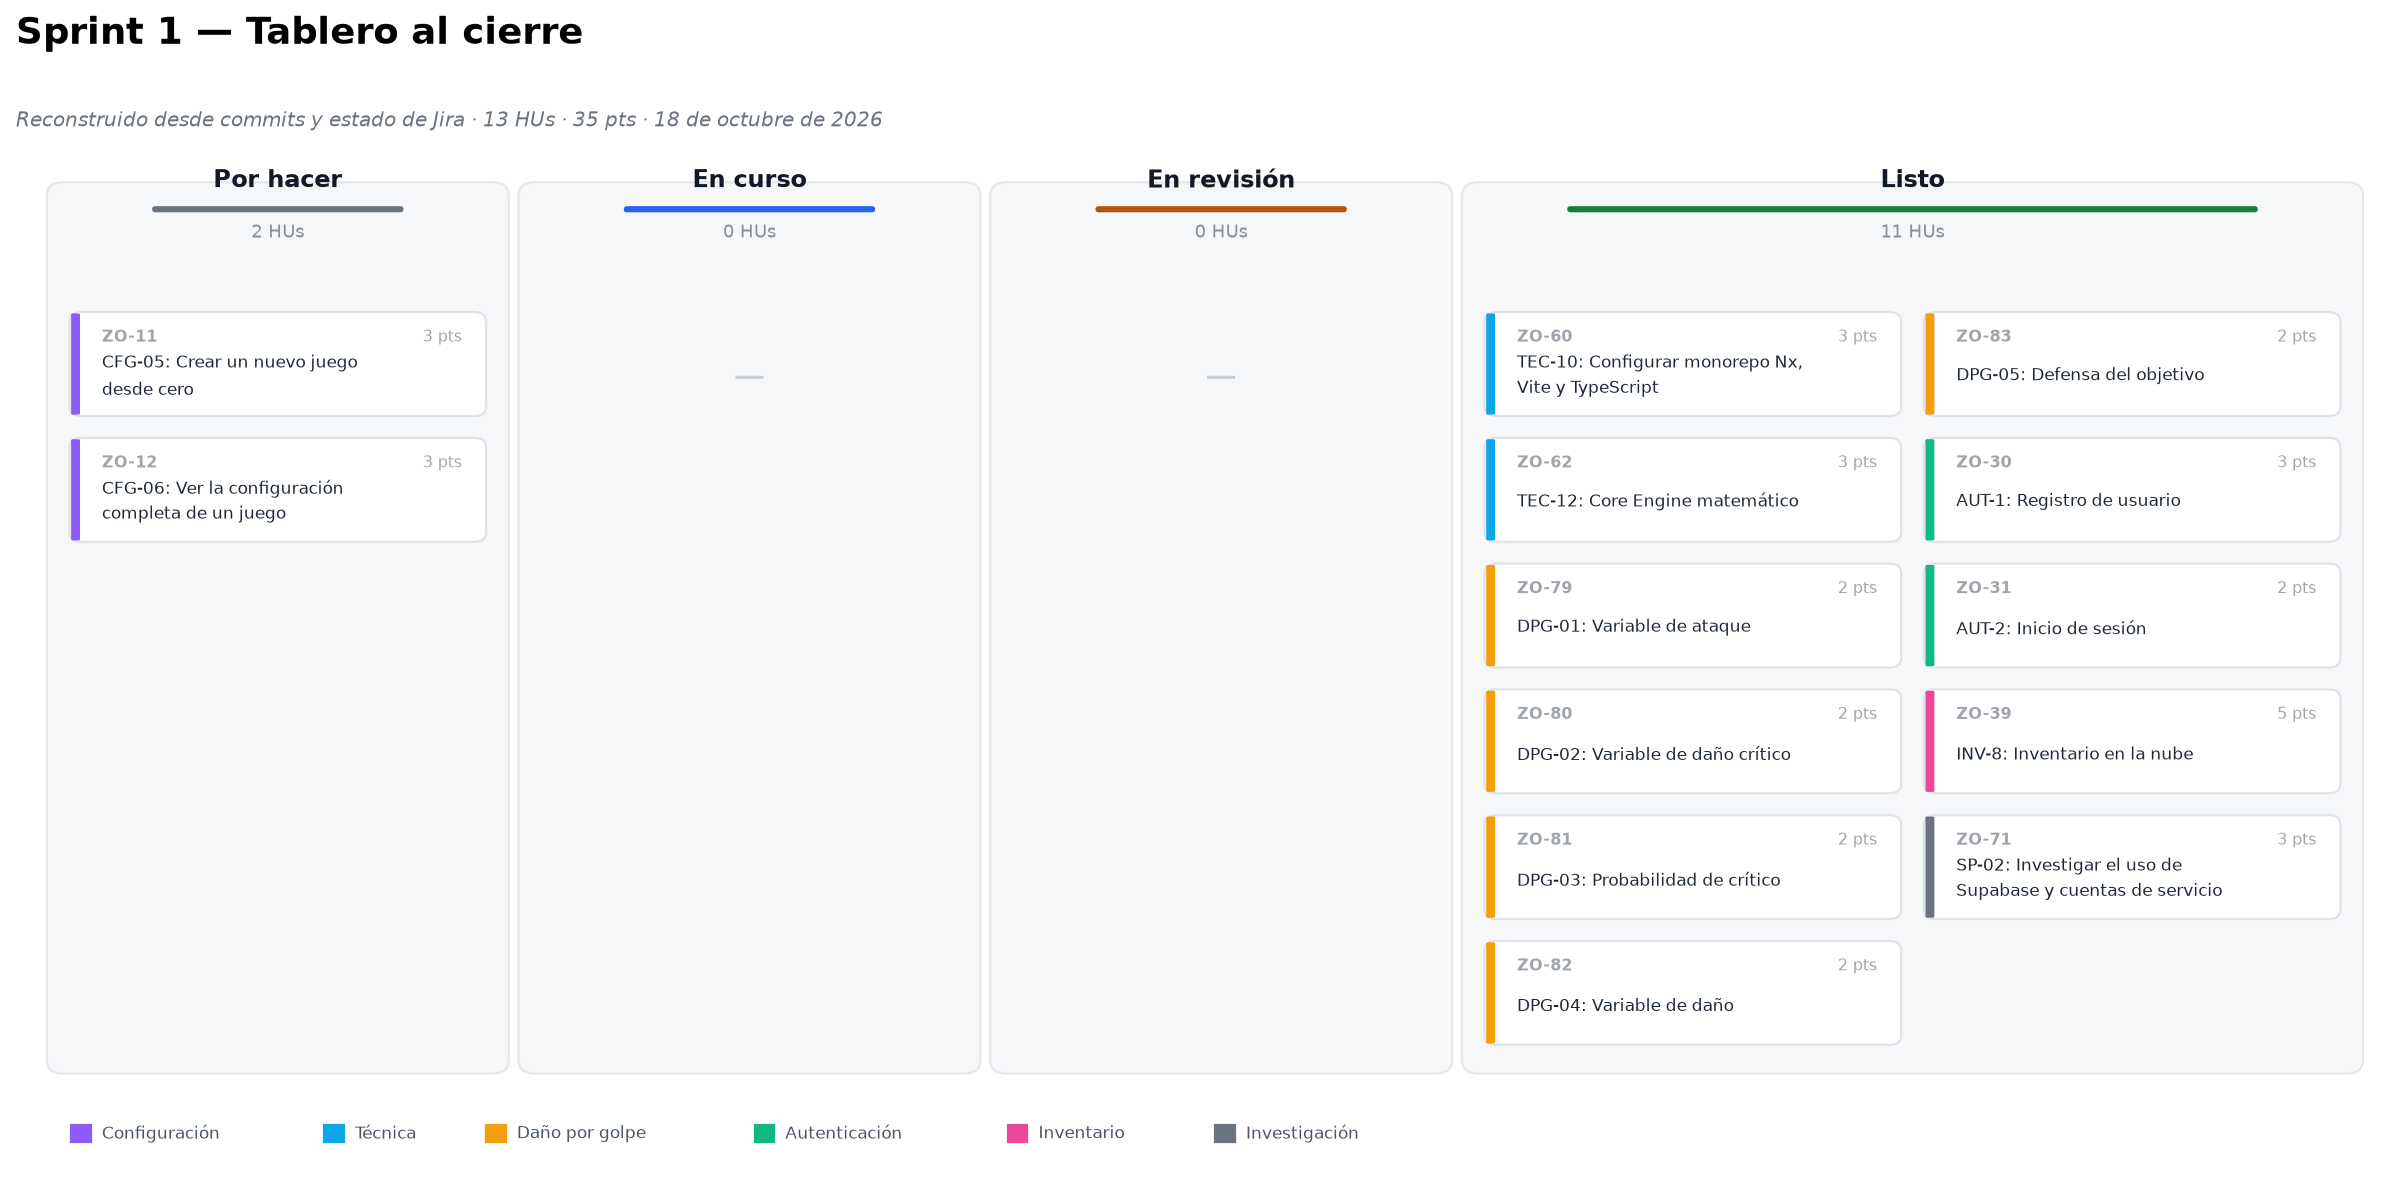 Sprint 1 — Tablero al cierre
Reconstruido desde commits y estado de Jira · 13 HUs · 35 pts · 18 de octubre de 2026
Por hacer
2 HUs
ZO-11 3 pts
CFG-05: Crear un nuevo juego
desde cero
ZO-12 3 pts
CFG-06: Ver la configuración
completa de un juego
En curso
0 HUs
—
En revisión
0 HUs
—
Listo
11 HUs
ZO-60 3 pts
TEC-10: Configurar monorepo Nx,
Vite y TypeScript
ZO-62 3 pts
TEC-12: Core Engine matemático
ZO-79 2 pts
DPG-01: Variable de ataque
ZO-80 2 pts
DPG-02: Variable de daño crítico
ZO-81 2 pts
DPG-03: Probabilidad de crítico
ZO-82 2 pts
DPG-04: Variable de daño
ZO-83 2 pts
DPG-05: Defensa del objetivo
ZO-30 3 pts
AUT-1: Registro de usuario
ZO-31 2 pts
AUT-2: Inicio de sesión
ZO-39 5 pts
INV-8: Inventario en la nube
ZO-71 3 pts
SP-02: Investigar el uso de
Supabase y cuentas de servicio
Configuración
Técnica
Daño por golpe
Autenticación
Inventario
Investigación